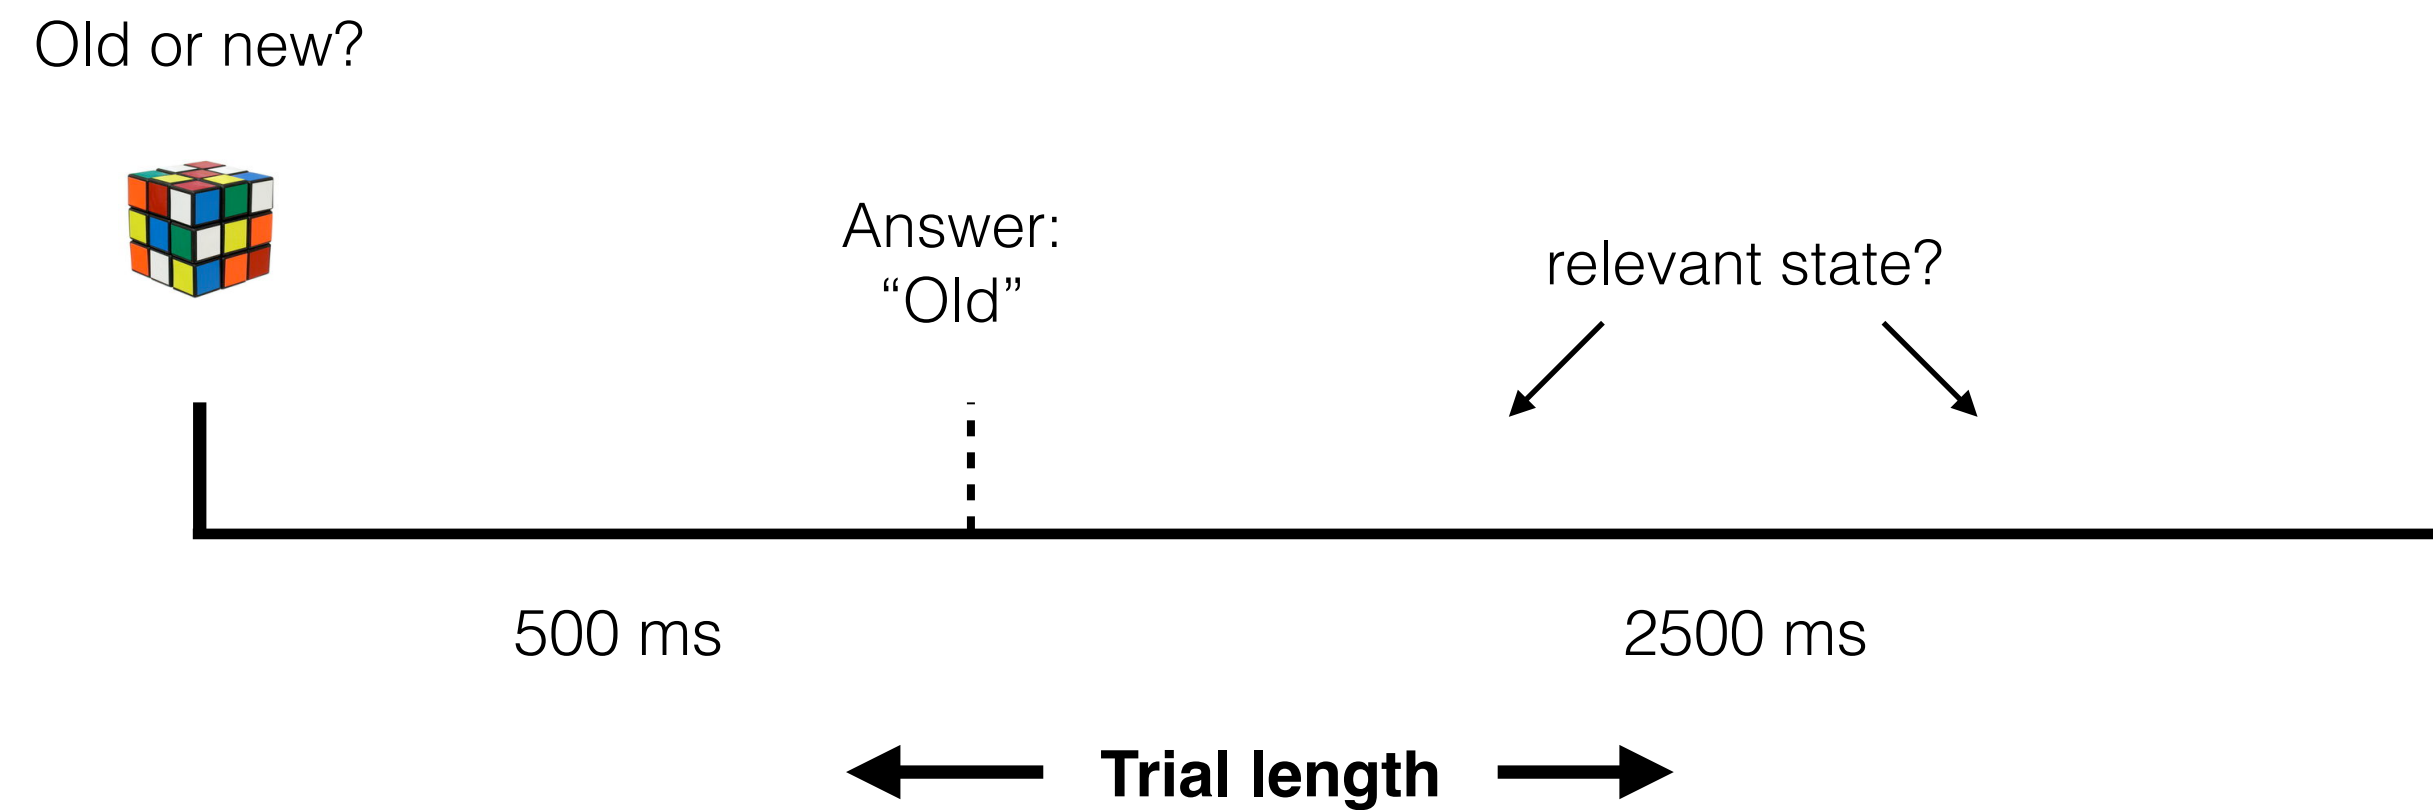 Old or new?
Answer:
“Old”
relevant state?
500 ms
2500 ms
Trial length